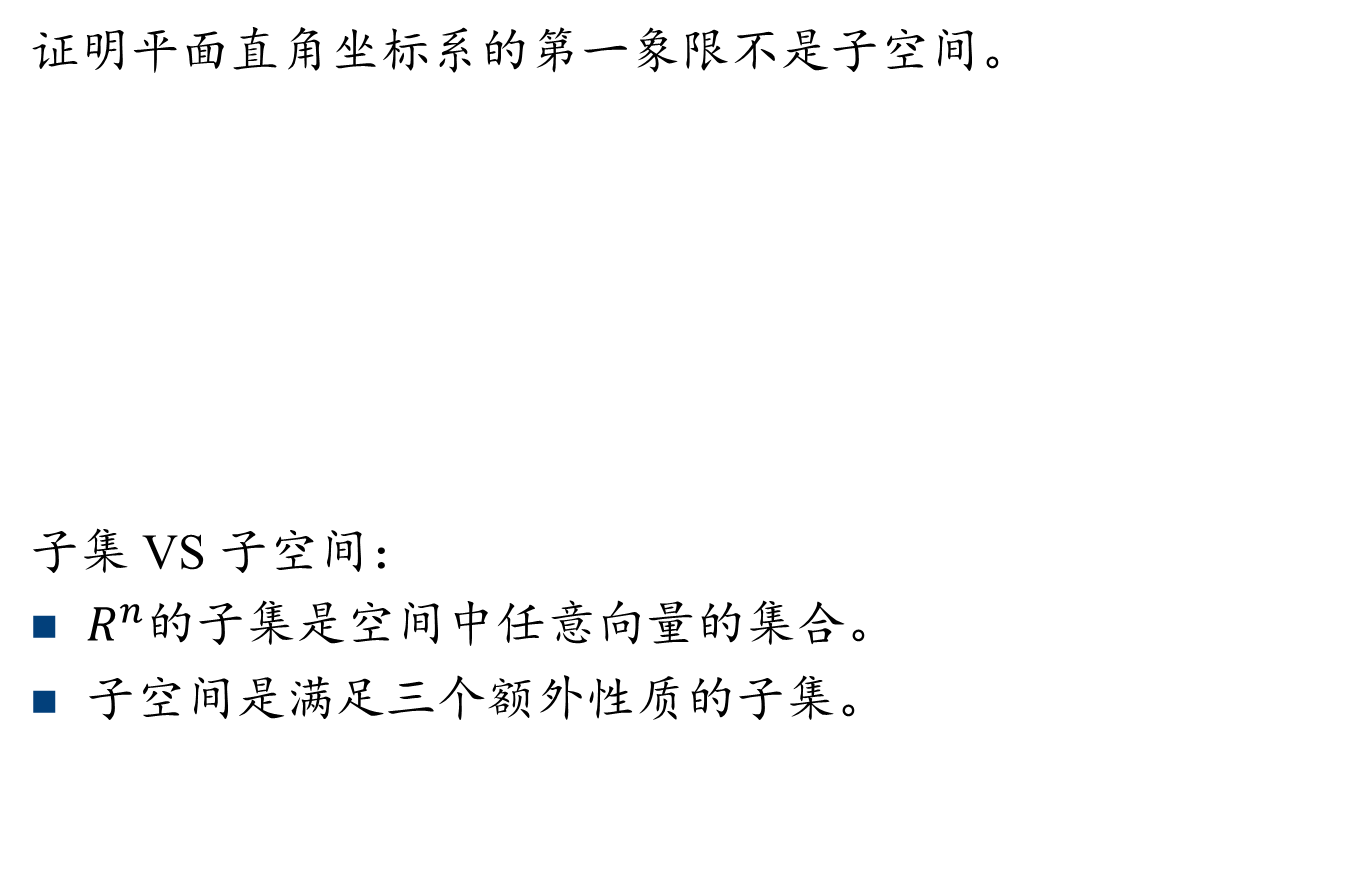 证明平面直角坐标系的第一象限不是子空间。
子集 VS 子空间：
■ Rⁿ的子集是空间中任意向量的集合。
■ 子空间是满足三个额外性质的子集。